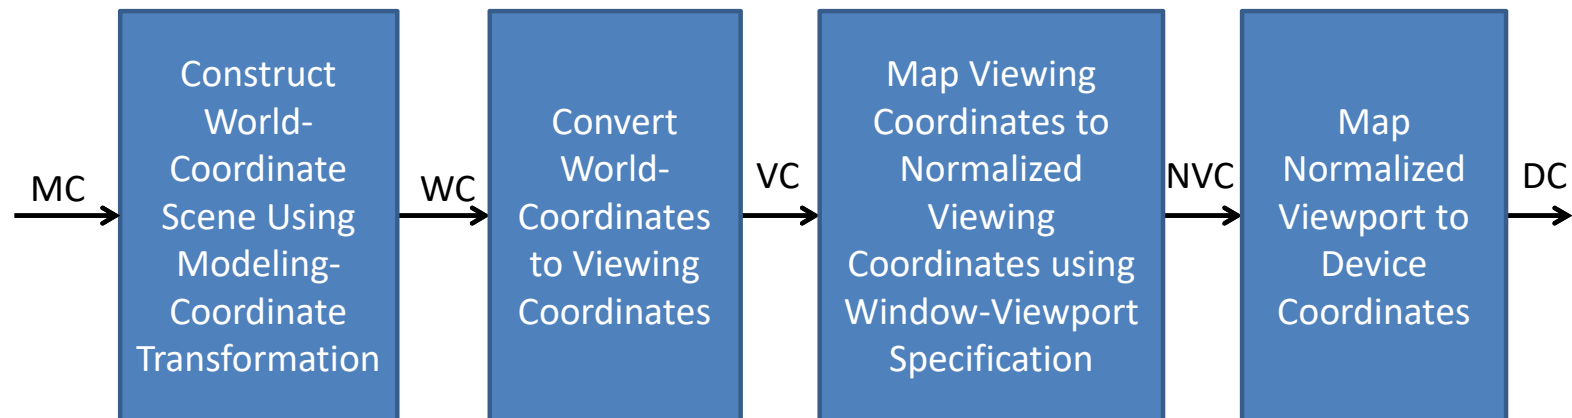 MC
Construct
World-
Coordinate
Scene Using
Modeling-
Coordinate
Transformation
WC
Convert
World-
Coordinates
to Viewing
Coordinates
VC
Map Viewing
Coordinates to
Normalized
Viewing
Coordinates using
Window-Viewport
Specification
NVC
Map
Normalized
Viewport to
Device
Coordinates
DC